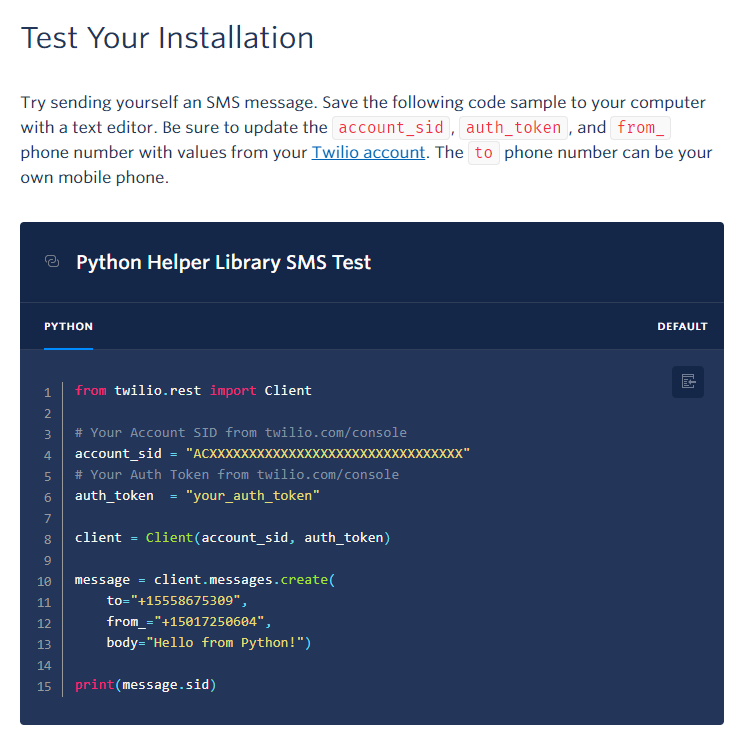 Test Your Installation
Try sending yourself an SMS message. Save the following code sample to your computer
with a text editor. Be sure to update the account_sid , auth_token , and from_
phone number with values from your Twilio account. The to phone number can be your
own mobile phone.
Python Helper Library SMS Test
PYTHON DEFAULT
1 from twilio.rest import Client
2
3 # Your Account SID from twilio.com/console
4 account_sid = "ACXXXXXXXXXXXXXXXXXXXXXXXXXXXXXXXX"
5 # Your Auth Token from twilio.com/console
6 auth_token  = "your_auth_token"
7
8 client = Client(account_sid, auth_token)
9
10 message = client.messages.create(
11     to="+15558675309",
12     from_="+15017250604",
13     body="Hello from Python!")
14
15 print(message.sid)